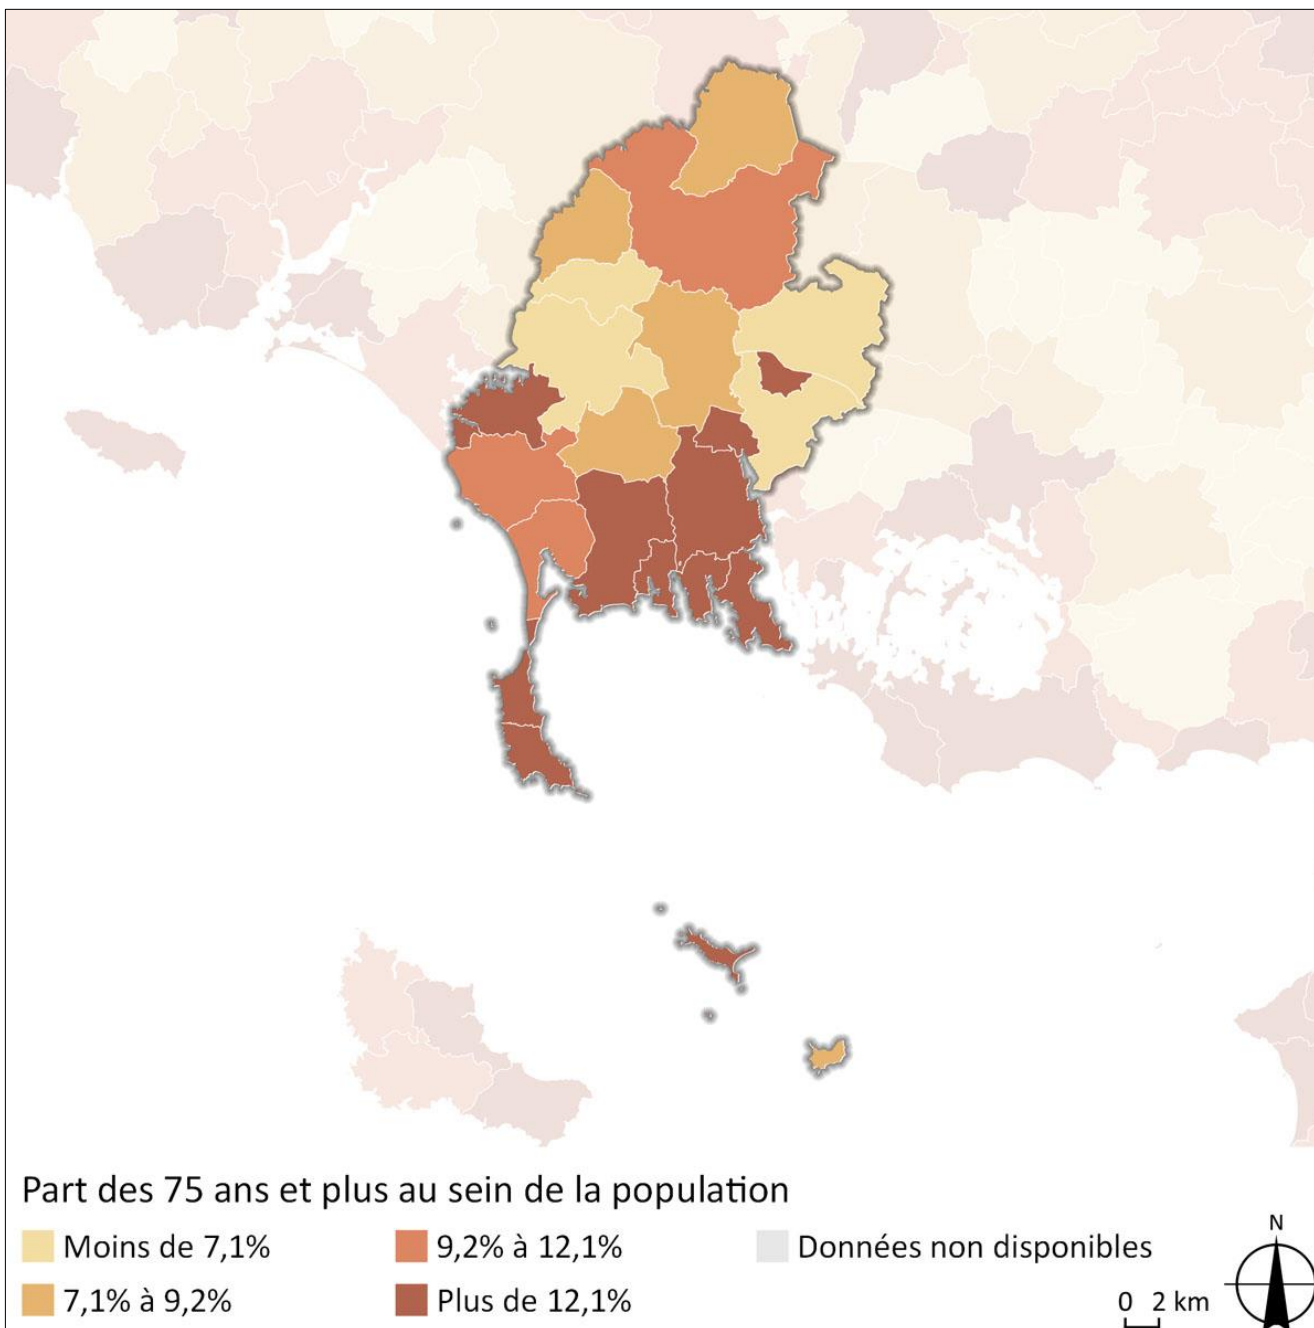 Part des 75 ans et plus au sein de la population
Moins de 7,1%
9,2% à 12,1%
Données non disponibles
7,1% à 9,2%
Plus de 12,1%
N
0 2 km